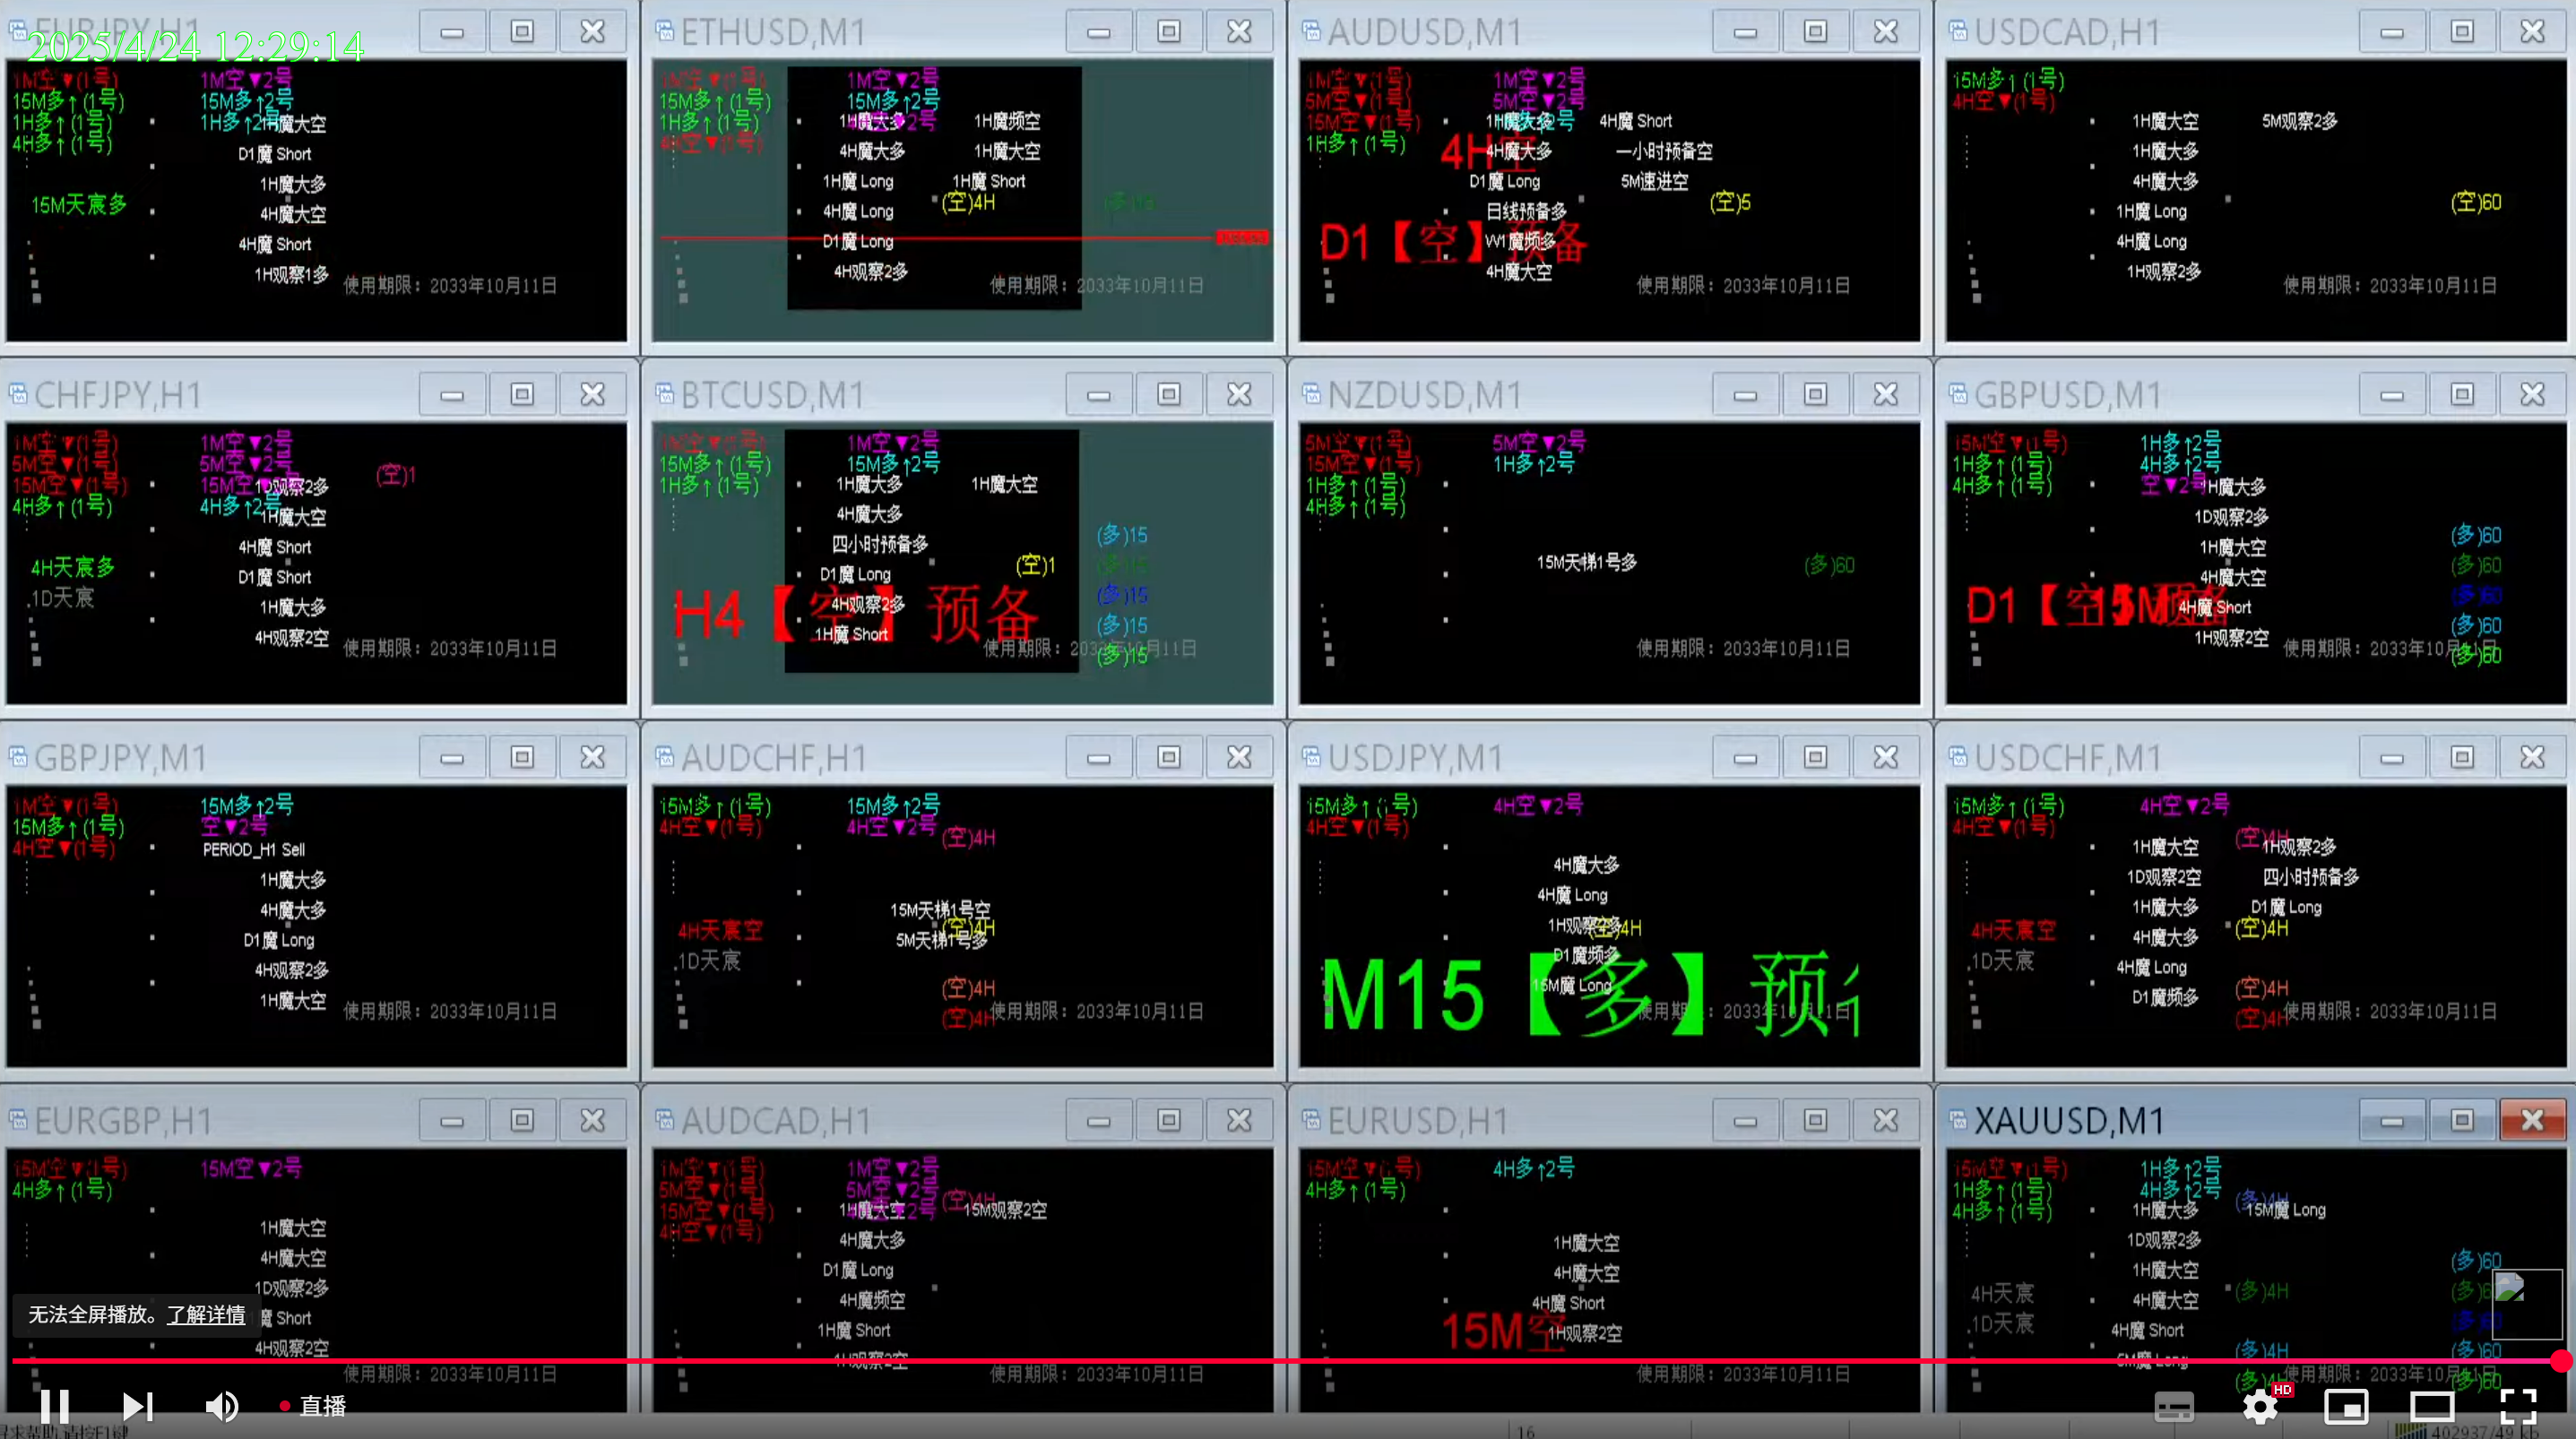 EURJPY,H1
2025/4/24 12:29:14
1M空▼(1号)
1M空▼2号
15M多↑(1号)
15M多↑2号
1H多↑(1号)
1H多↑2号
1H魔大空
4H多↑(1号)
D1魔 Short
1H魔大多
15M天宸多
4H魔大空
4H魔 Short
1H观察1多
使用期限：2033年10月11日
ETHUSD,M1
1M空▼(1号)
1M空▼2号
15M多↑(1号)
15M多↑2号
1H多↑(1号)
1H魔大多
1H魔频空
4H魔大多
1H魔大空
1H魔 Long
1H魔 Short
(空)4H
4H魔 Long
D1魔 Long
4H观察2多
使用期限：2033年10月11日
AUDUSD,M1
1M空▼(1号)
1M空▼2号
5M空▼(1号)
5M空▼2号
15M空▼(1号)
1H魔大多
4H魔 Short
1H多↑(1号)
4H空
4H魔大多
一小时预备空
D1魔 Long
5M速进空
(空)5
日线预备多
D1【空】预备
W1魔频多
4H魔大空
使用期限：2033年10月11日
USDCAD,H1
15M多↑(1号)
4H空▼(1号)
1H魔大空
5M观察2多
1H魔大多
4H魔大多
1H魔 Long
(空)60
4H魔 Long
1H观察2多
使用期限：2033年10月11日
CHFJPY,H1
1M空▼(1号)
1M空▼2号
5M空▼(1号)
5M空▼2号
(空)1
15M空▼(1号)
15M空▼2号
1D观察2多
4H多↑(1号)
4H多↑2号
1H魔大空
4H魔 Short
4H天宸多
D1魔 Short
.1D天宸
1H魔大多
4H观察2空
使用期限：2033年10月11日
BTCUSD,M1
1M空▼(1号)
1M空▼2号
15M多↑(1号)
15M多↑2号
1H多↑(1号)
1H魔大多
1H魔大空
4H魔大多
(多)15
四小时预备多
(空)1
(多)15
D1魔 Long
(多)15
H4【空】预备
4H观察2多
(多)15
1H魔 Short
使用期限：2033年10月11日
(多)15
NZDUSD,M1
5M空▼(1号)
5M空▼2号
15M空▼(1号)
1H多↑2号
1H多↑(1号)
4H多↑(1号)
15M天梯1号多
(多)60
使用期限：2033年10月11日
GBPUSD,M1
15M空▼(1号)
1H多↑2号
1H多↑(1号)
4H多↑2号
4H多↑(1号)
空▼2号
1H魔大多
1D观察2多
(多)60
1H魔大空
(多)60
4H魔大空
(多)60
D1【空
15M
4H魔 Short
(多)60
1H观察2空
使用期限：2033年10月11日
(多)60
GBPJPY,M1
1M空▼(1号)
15M多↑2号
15M多↑(1号)
空▼2号
4H空▼(1号)
PERIOD_H1 Sell
1H魔大多
4H魔大多
D1魔 Long
4H观察2多
1H魔大空
使用期限：2033年10月11日
AUDCHF,H1
15M多↑(1号)
15M多↑2号
4H空▼(1号)
4H空▼2号
(空)4H
15M天梯1号空
4H天宸空
(空)4H
5M天梯1号多
.1D天宸
(空)4H
(空)4H
使用期限：2033年10月11日
USDJPY,M1
15M多↑(1号)
4H空▼2号
4H空▼(1号)
4H魔大多
4H魔 Long
1H观察
(空)4H
D1魔频多
15M魔 Long
M15【多】预
USDCHF,M1
15M多↑(1号)
4H空▼2号
4H空▼(1号)
(空)4H
1H魔大空
1H观察2多
1D观察2空
四小时预备多
1H魔大多
D1魔 Long
4H天宸空
4H魔大多
(空)4H
.1D天宸
4H魔 Long
(空)4H
D1魔频多
(空)4H
使用期限：2033年10月11日
EURGBP,H1
15M空▼(1号)
15M空▼2号
4H多↑(1号)
1H魔大空
4H魔大空
1D观察2多
魔 Short
4H观察2空
使用期限：2033年10月11日
AUDCAD,H1
1M空▼(1号)
1M空▼2号
5M空▼(1号)
5M空▼2号
(空)4H
15M空▼(1号)
1H魔大空
15M观察2空
4H空▼(1号)
4H魔大多
D1魔 Long
4H魔频空
1H魔 Short
1H观察2空
使用期限：2033年10月11日
EURUSD,H1
15M空▼(1号)
4H多↑2号
4H多↑(1号)
1H魔大空
4H魔大空
4H魔 Short
15M空
1H观察2空
使用期限：2033年10月11日
XAUUSD,M1
15M空▼(1号)
1H多↑2号
1H多↑(1号)
4H多↑2号
4H多↑(1号)
(多)4H
1H魔大多
15M魔 Long
1D观察2多
1H魔大空
(多)60
4H天宸
4H魔大空
(多)4H
.1D天宸
4H魔 Short
(多)4H
(多)60
5M魔 Long
使用期限：2033年10月11日
(多)60
无法全屏播放。了解详情
直播
HD
寻求帮助,请按F1键
16
402937/49 kb